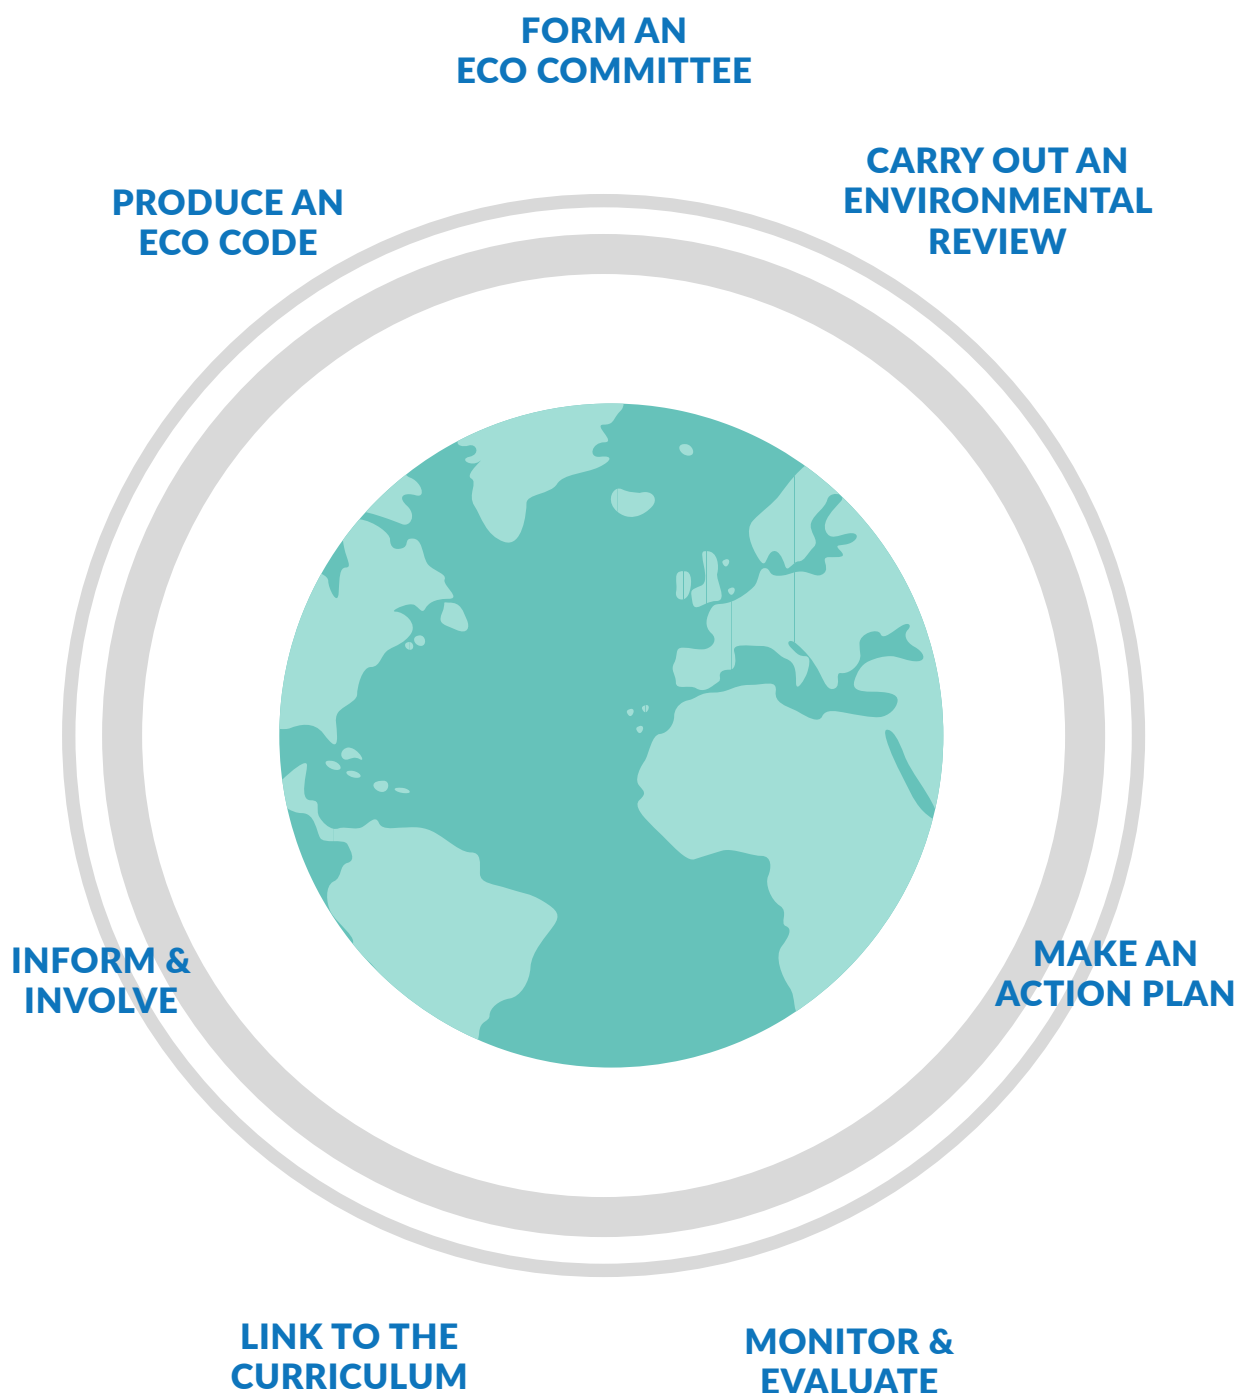 FORM AN
ECO COMMITTEE
CARRY OUT AN
ENVIRONMENTAL
REVIEW
MAKE AN
ACTION PLAN
MONITOR &
EVALUATE
LINK TO THE
CURRICULUM
INFORM &
INVOLVE
PRODUCE AN
ECO CODE